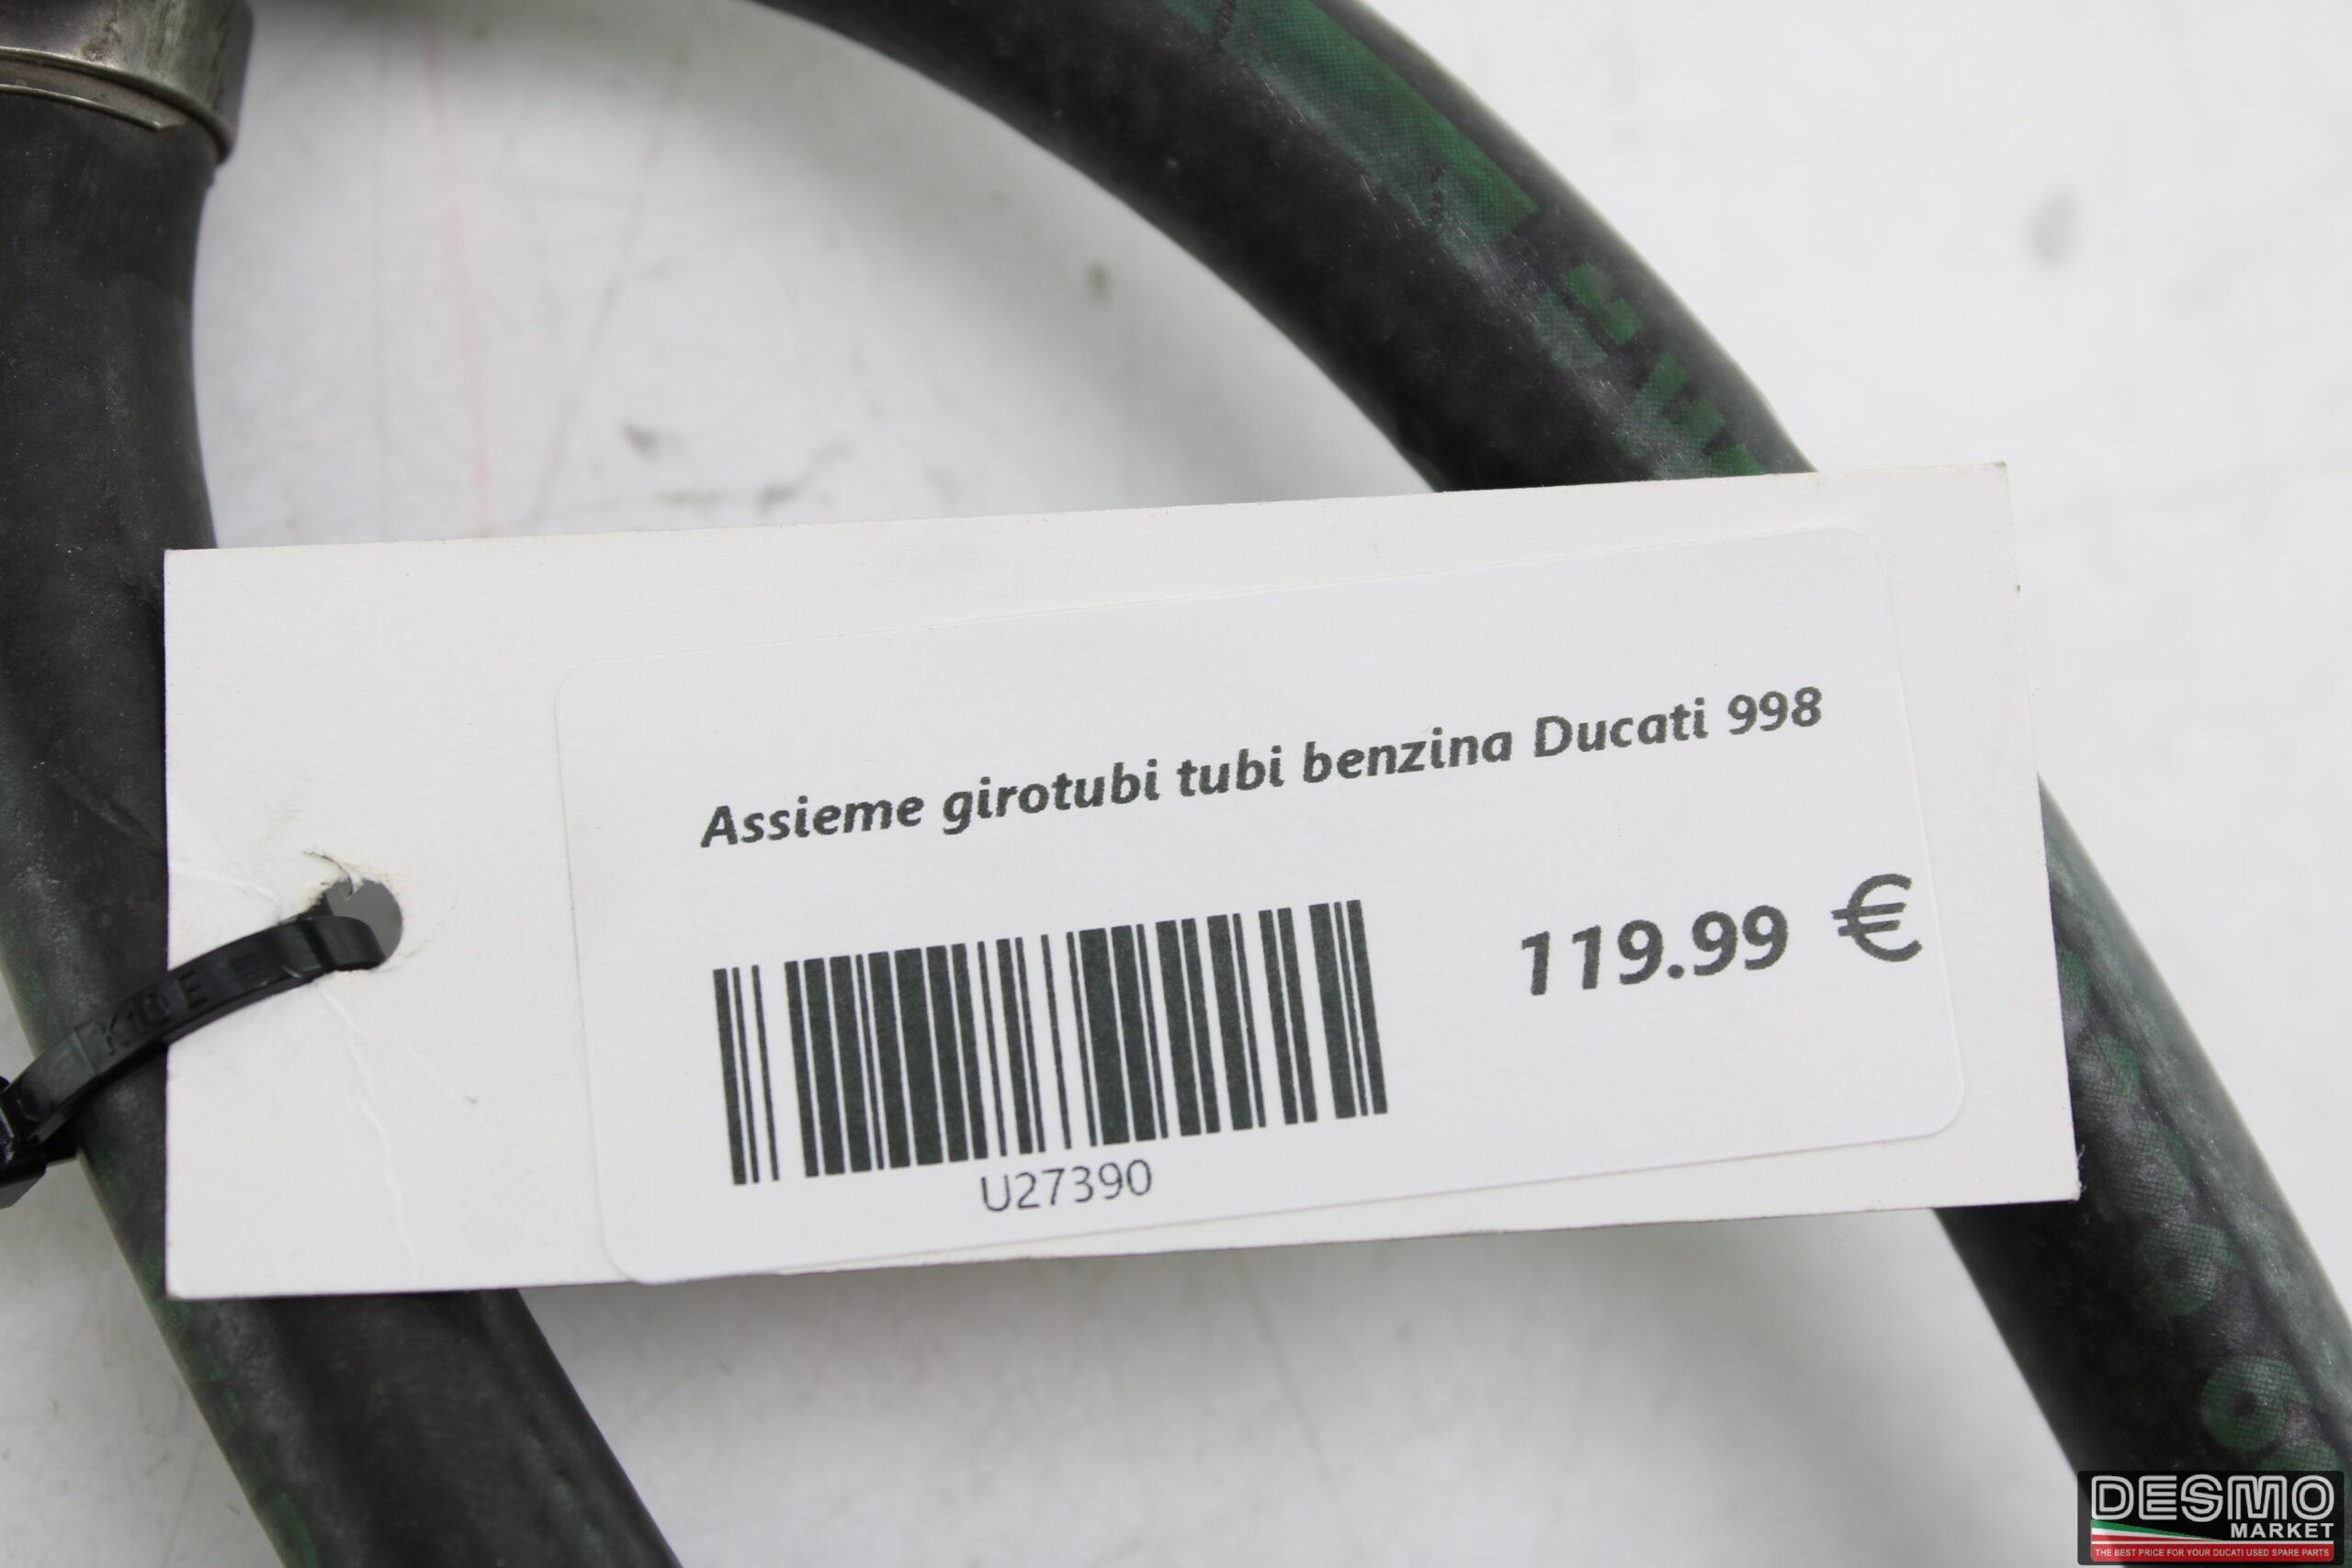 Assieme girotubi tubi benzina Ducati 998
119.99 €
U27390
K10 E
DESMO
MARKET
THE BEST PRICE FOR YOUR DUCATI USED SPARE PARTS